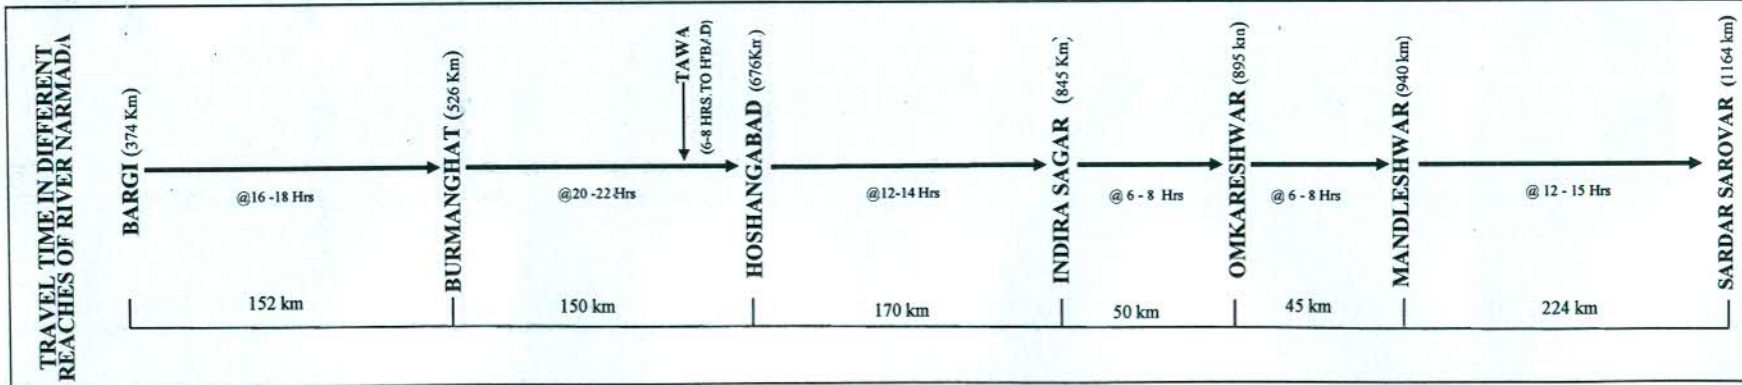 TRAVEL TIME IN DIFFERENT
REACHES OF RIVER NARMADA
BARGI (374 Km)
@16 -18 Hrs
BURMANGHAT (526 Km)
@20 -22 Hrs
TAWA
(6-8 HRS. TO H'BAD)
HOSHANGABAD (676Km)
@12-14 Hrs
INDIRA SAGAR (845 Km)
@ 6 - 8 Hrs
OMKARESHWAR (895 km)
@ 6 - 8 Hrs
MANDLESHWAR (940 km)
@ 12 - 15 Hrs
SARDAR SAROVAR (1164 km)
152 km
150 km
170 km
50 km
45 km
224 km